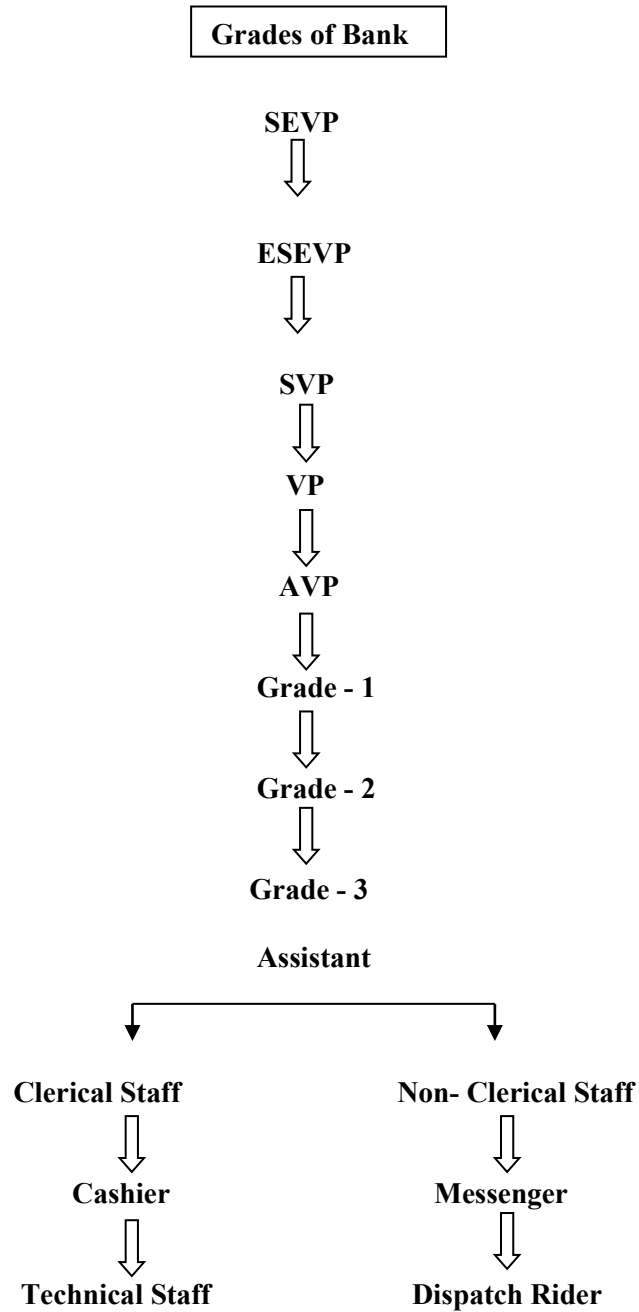 Grades of Bank
SEVP
ESEVP
SVP
VP
AVP
Grade - 1
Grade - 2
Grade - 3
Assistant
Clerical Staff
Non- Clerical Staff
Cashier
Messenger
Technical Staff
Dispatch Rider